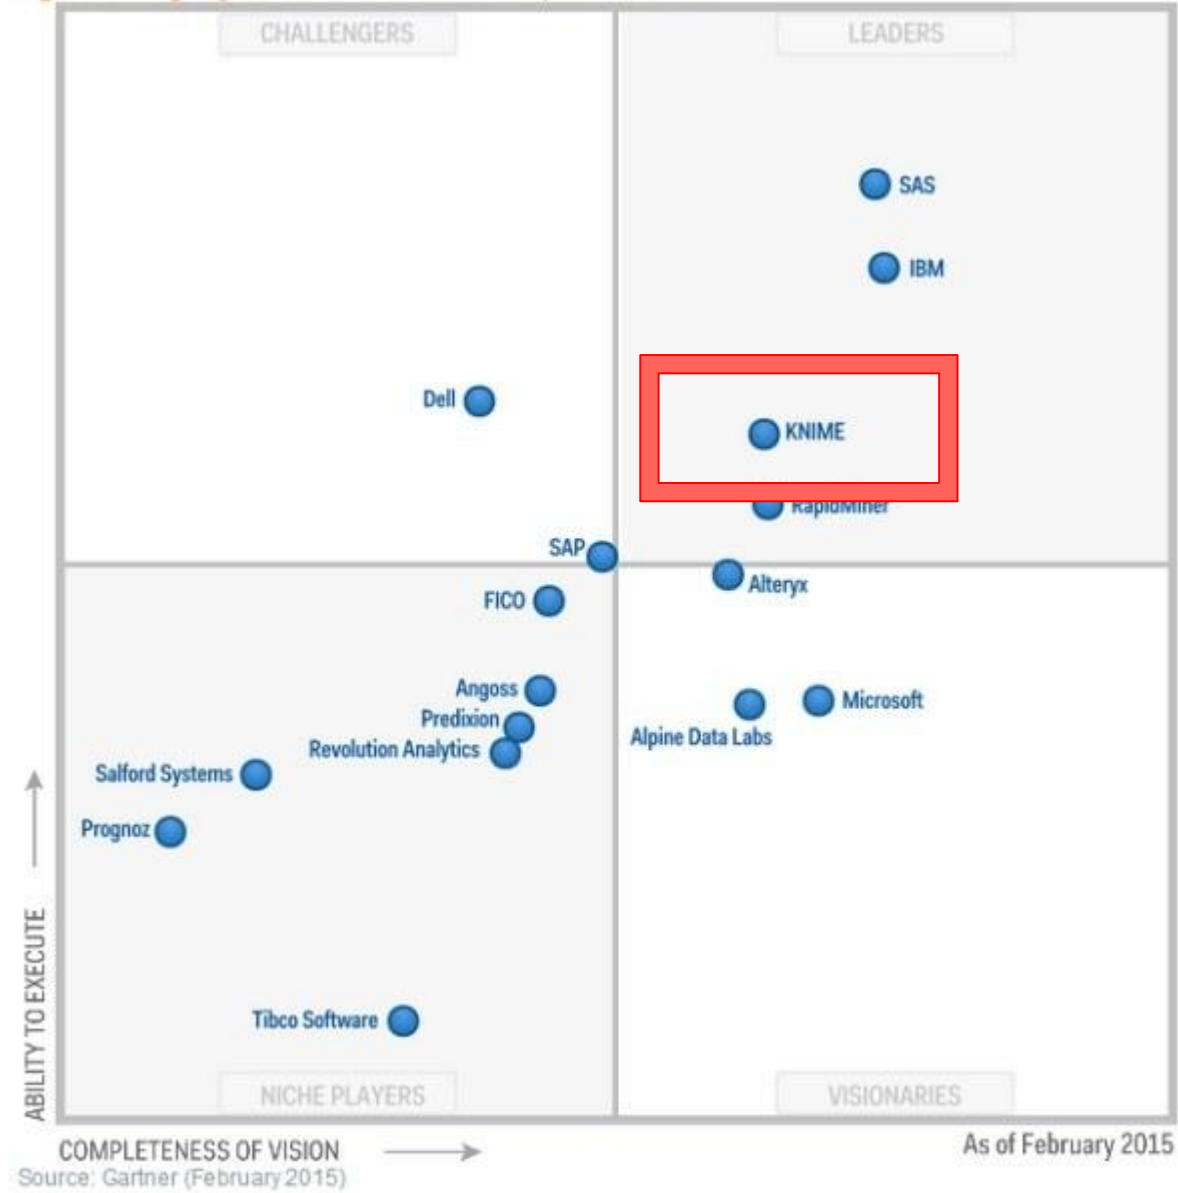 CHALLENGERS
LEADERS
SAS
IBM
Dell
KNIME
RapidMiner
SAP
Alteryx
FICO
Angoss
Microsoft
Predixion
Alpine Data Labs
Revolution Analytics
Salford Systems
Prognoz
ABILITY TO EXECUTE
Tibco Software
NICHE PLAYERS
VISIONARIES
COMPLETENESS OF VISION
As of February 2015
Source: Gartner (February 2015)